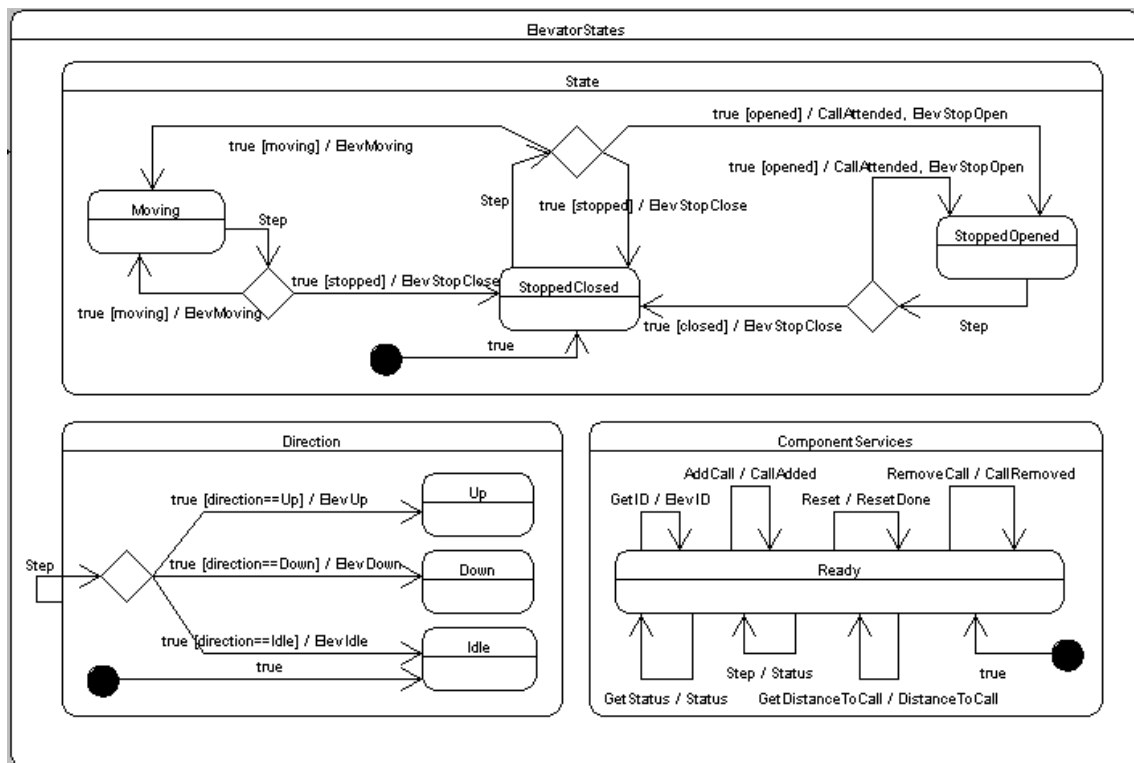 ElevatorStates
State
true [opened] / CallAttended, ElevStopOpen
true [moving] / ElevMoving
true [opened] / CallAttended, ElevStopOpen
Step
true [stopped] / ElevStopClose
Moving
Step
StoppedOpened
true [stopped] / ElevStopClose
StoppedClosed
true [moving] / ElevMoving
true [closed] / ElevStopClose
Step
true
Direction
true [direction==Up] / ElevUp
Up
Step
true [direction==Down] / ElevDown
Down
true [direction==Idle] / ElevIdle
Idle
true
ComponentServices
AddCall / CallAdded
RemoveCall / CallRemoved
GetID / ElevID
Reset / ResetDone
Ready
Step / Status
true
GetStatus / Status
GetDistanceToCall / DistanceToCall